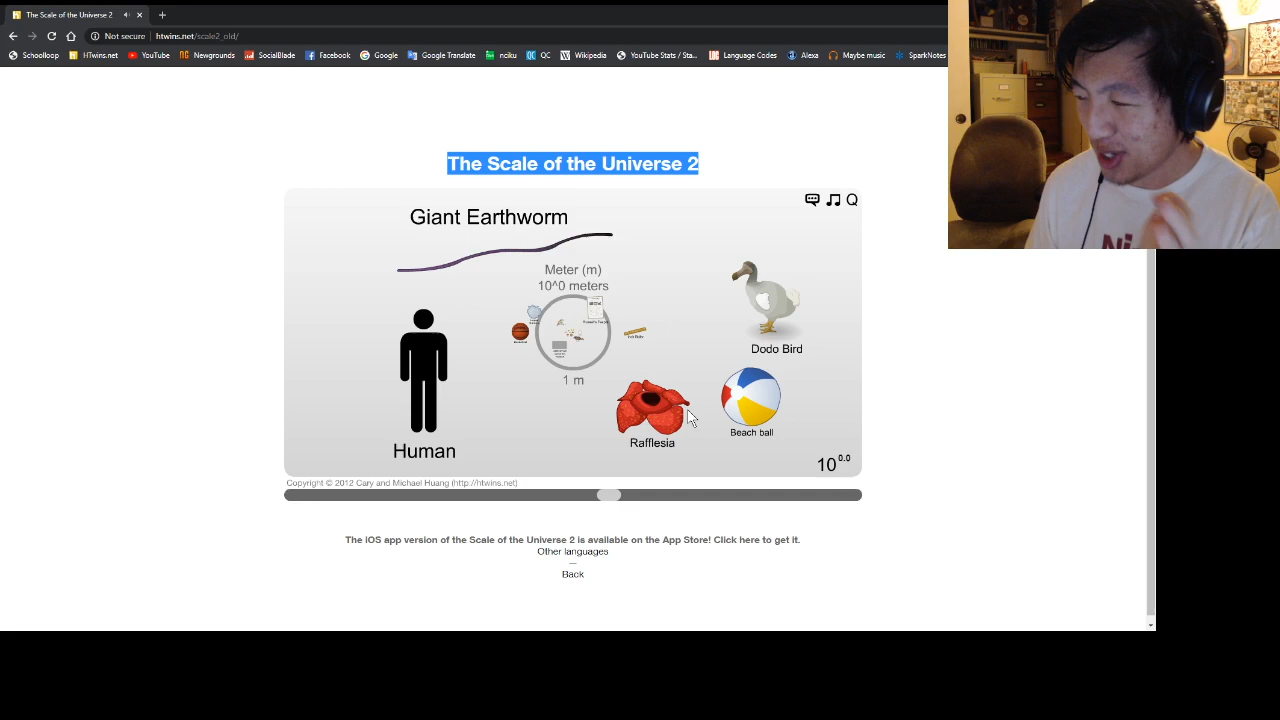 The Scale of the Universe 2
Not secure htwins.net/scale2_old/
Schoolloop HTwins.net YouTube Newgrounds SocialBlade Facebook Google Google Translate nciku QC Wikipedia YouTube Stats / Sta... Language Codes Alexa Maybe music SparkNotes
The Scale of the Universe 2
Giant Earthworm
Meter (m)
10^0 meters
1 m
Dodo Bird
Human
Rafflesia
Beach ball
10^0.0
Copyright © 2012 Cary and Michael Huang (http://htwins.net)
The iOS app version of the Scale of the Universe 2 is available on the App Store! Click here to get it.
Other languages
—
Back